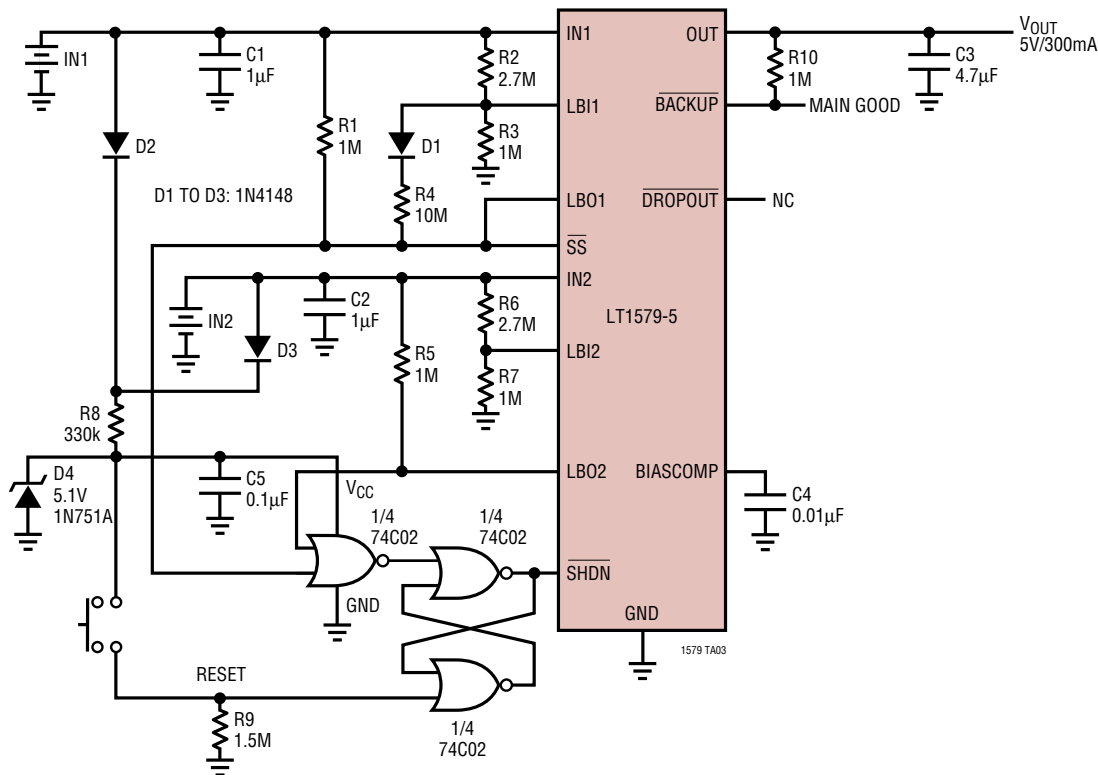 IN1
C1
1µF
R1
1M
R2
2.7M
D2
D1 TO D3: 1N4148
D1
R3
1M
R4
10M
IN1
LBI1
LBO1
SS
IN2
LBI2
LBO2
SHDN
OUT
BACKUP
DROPOUT
LT1579-5
BIASCOMP
GND
R10
1M
MAIN GOOD
NC
C3
4.7µF
VOUT
5V/300mA
C4
0.01µF
1579 TA03
IN2
C2
1µF
D3
R5
1M
R6
2.7M
R7
1M
R8
330k
D4
5.1V
1N751A
C5
0.1µF
VCC
1/4
74C02
1/4
74C02
GND
RESET
R9
1.5M
1/4
74C02